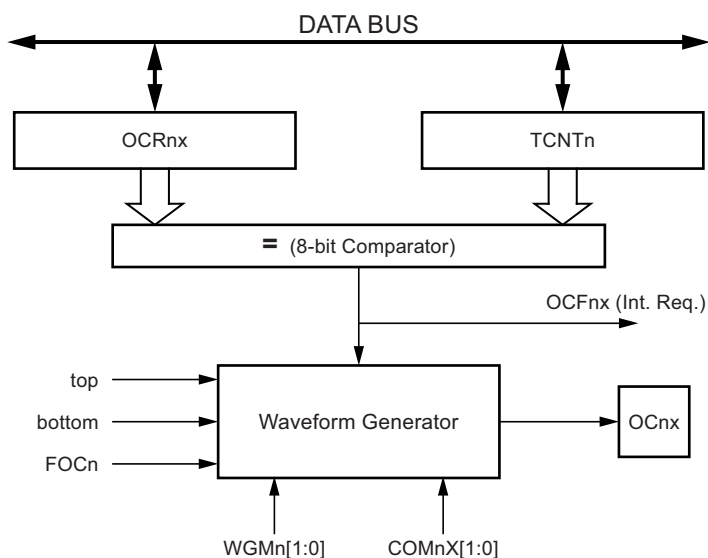 DATA BUS
OCRnx
TCNTn
= (8-bit Comparator)
OCFnx (Int. Req.)
top
bottom
FOCn
Waveform Generator
OCnx
WGMn[1:0]
COMnX[1:0]